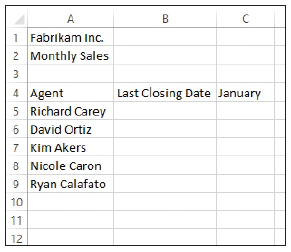 A B C
1 Fabrikam Inc.
2 Monthly Sales
3
4 Agent Last Closing Date January
5 Richard Carey
6 David Ortiz
7 Kim Akers
8 Nicole Caron
9 Ryan Calafato
10
11
12